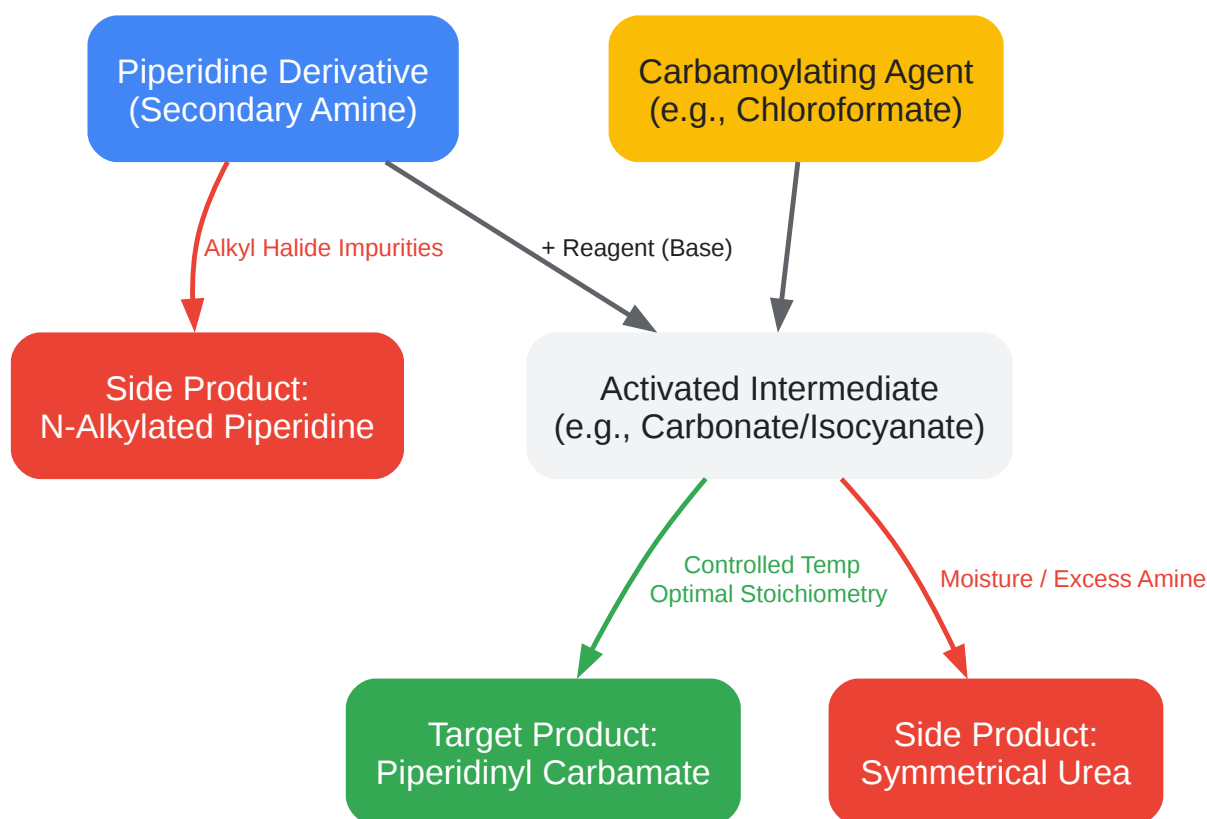 Piperidine Derivative
(Secondary Amine)
Carbamoylating Agent
(e.g., Chloroformate)
Alkyl Halide Impurities
+ Reagent (Base)
Side Product:
N-Alkylated Piperidine
Activated Intermediate
(e.g., Carbonate/Isocyanate)
Controlled Temp
Optimal Stoichiometry
Moisture / Excess Amine
Target Product:
Piperidinyl Carbamate
Side Product:
Symmetrical Urea